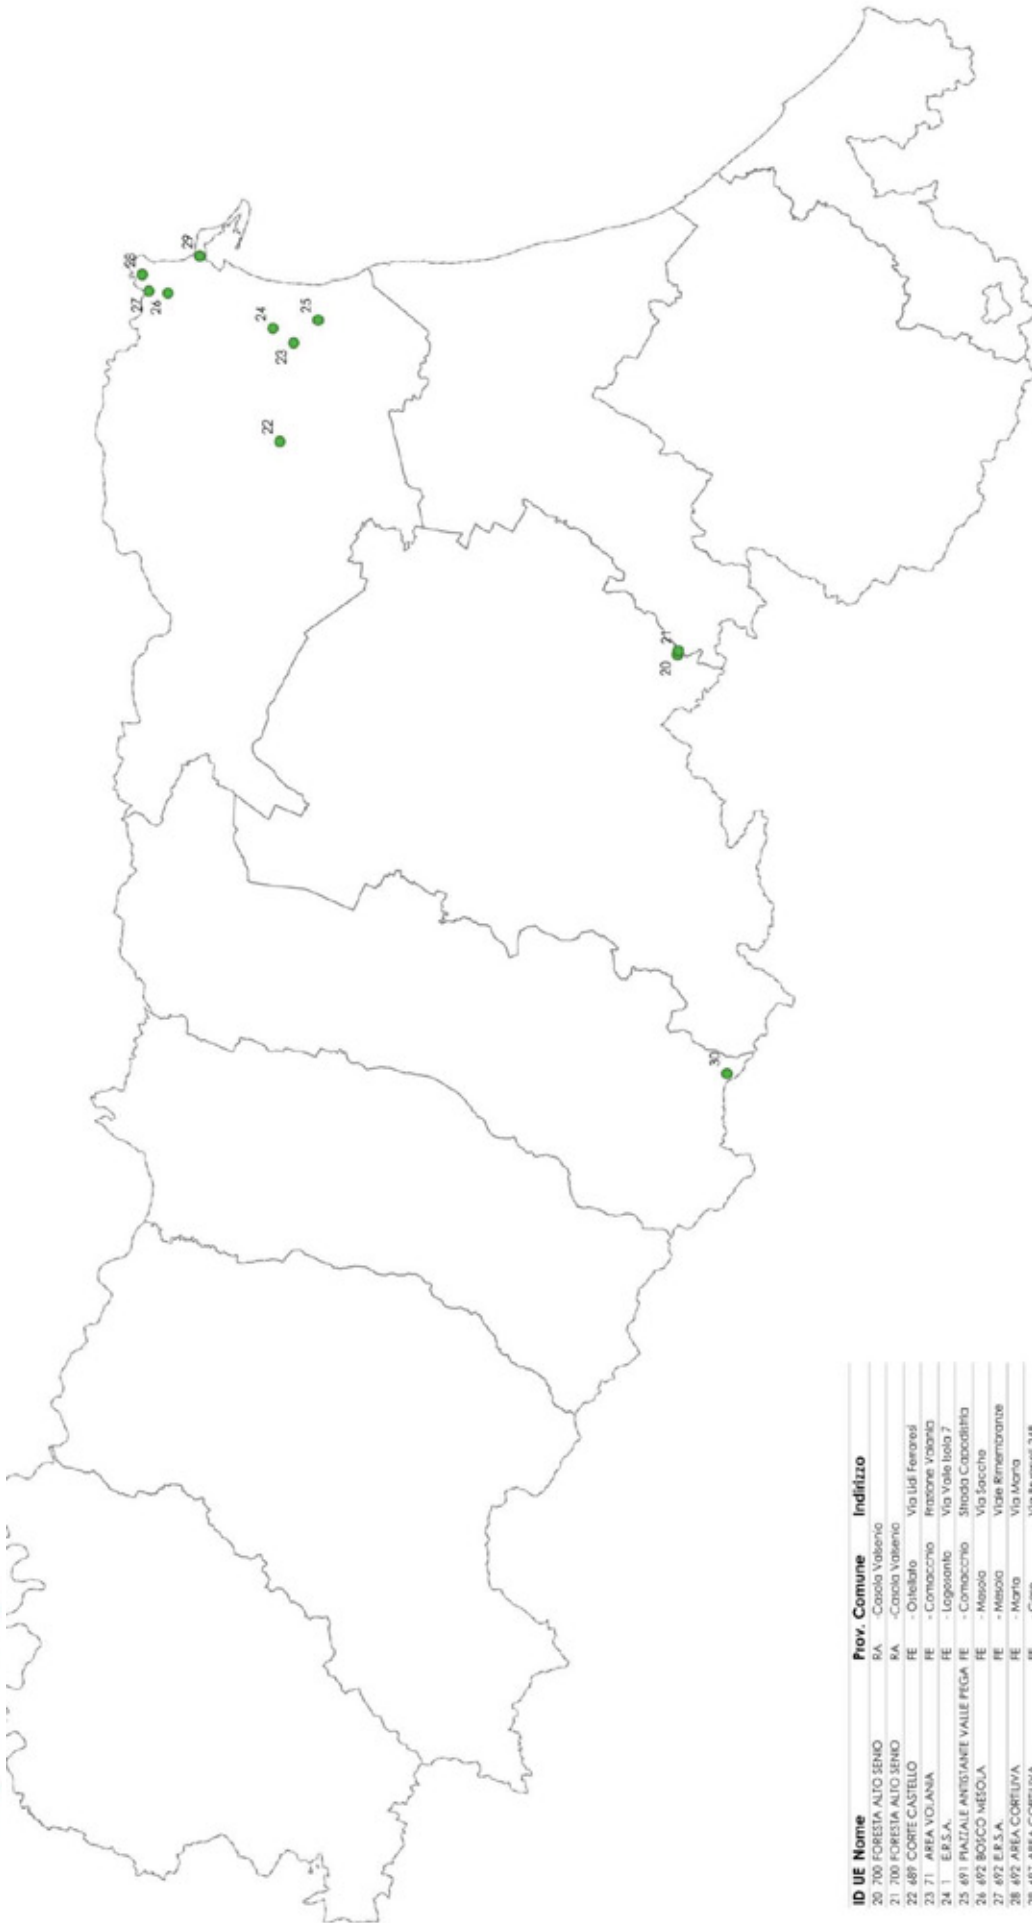 28
27
26
29
24
25
23
22
21
20
30
ID UE Nome Prov. Comune Indirizzo
20 700 FORESTA ALTO SENIO RA -Casola Valsenio
21 700 FORESTA ALTO SENIO RA -Casola Valsenio
22 689 CORTE CASTELLO FE - Ostellato Via Lidi Ferraresi
23 71 AREA VOLANIA FE - Comacchio Frazione Volania
24 1 E.R.S.A. FE - Lagosanto Via Valle Isola 7
25 691 PIAZZALE ANTISTANTE VALLE PEGA FE - Comacchio Strada Capodistria
26 692 BOSCO MESOLA FE - Mesola Via Sacche
27 692 E.R.S.A. FE - Mesola Viale Rimembranze
28 692 AREA CORTILIVA FE - Marta Via Marta